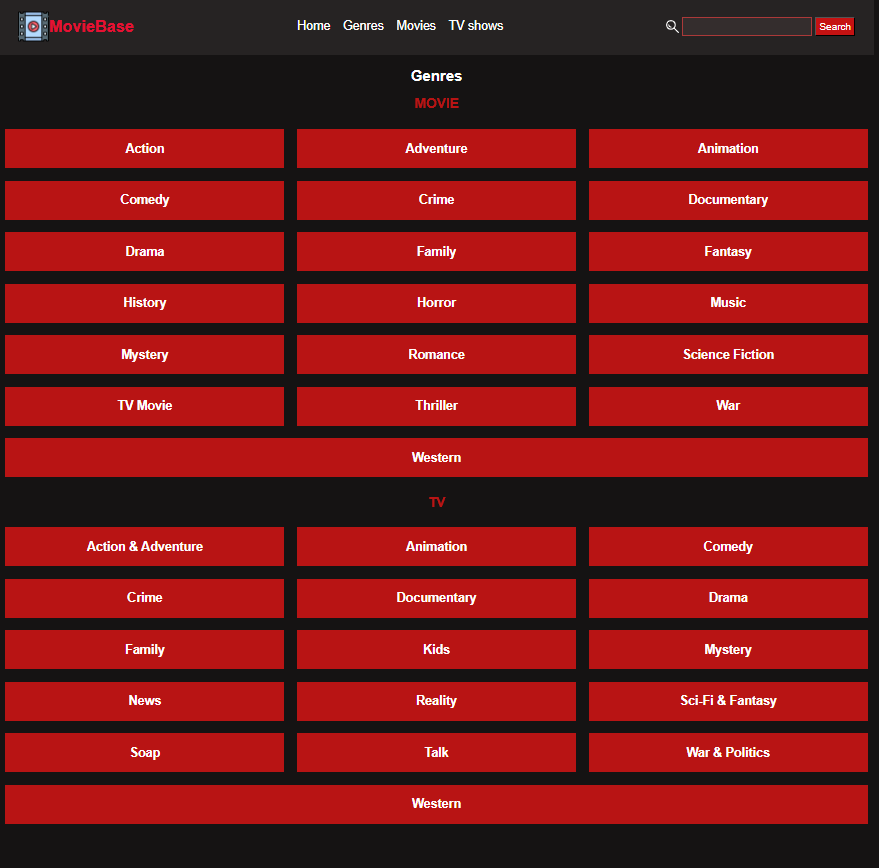 MovieBase Home Genres Movies TV shows Search
Genres
MOVIE
Action Adventure Animation
Comedy Crime Documentary
Drama Family Fantasy
History Horror Music
Mystery Romance Science Fiction
TV Movie Thriller War
Western
TV
Action & Adventure Animation Comedy
Crime Documentary Drama
Family Kids Mystery
News Reality Sci-Fi & Fantasy
Soap Talk War & Politics
Western